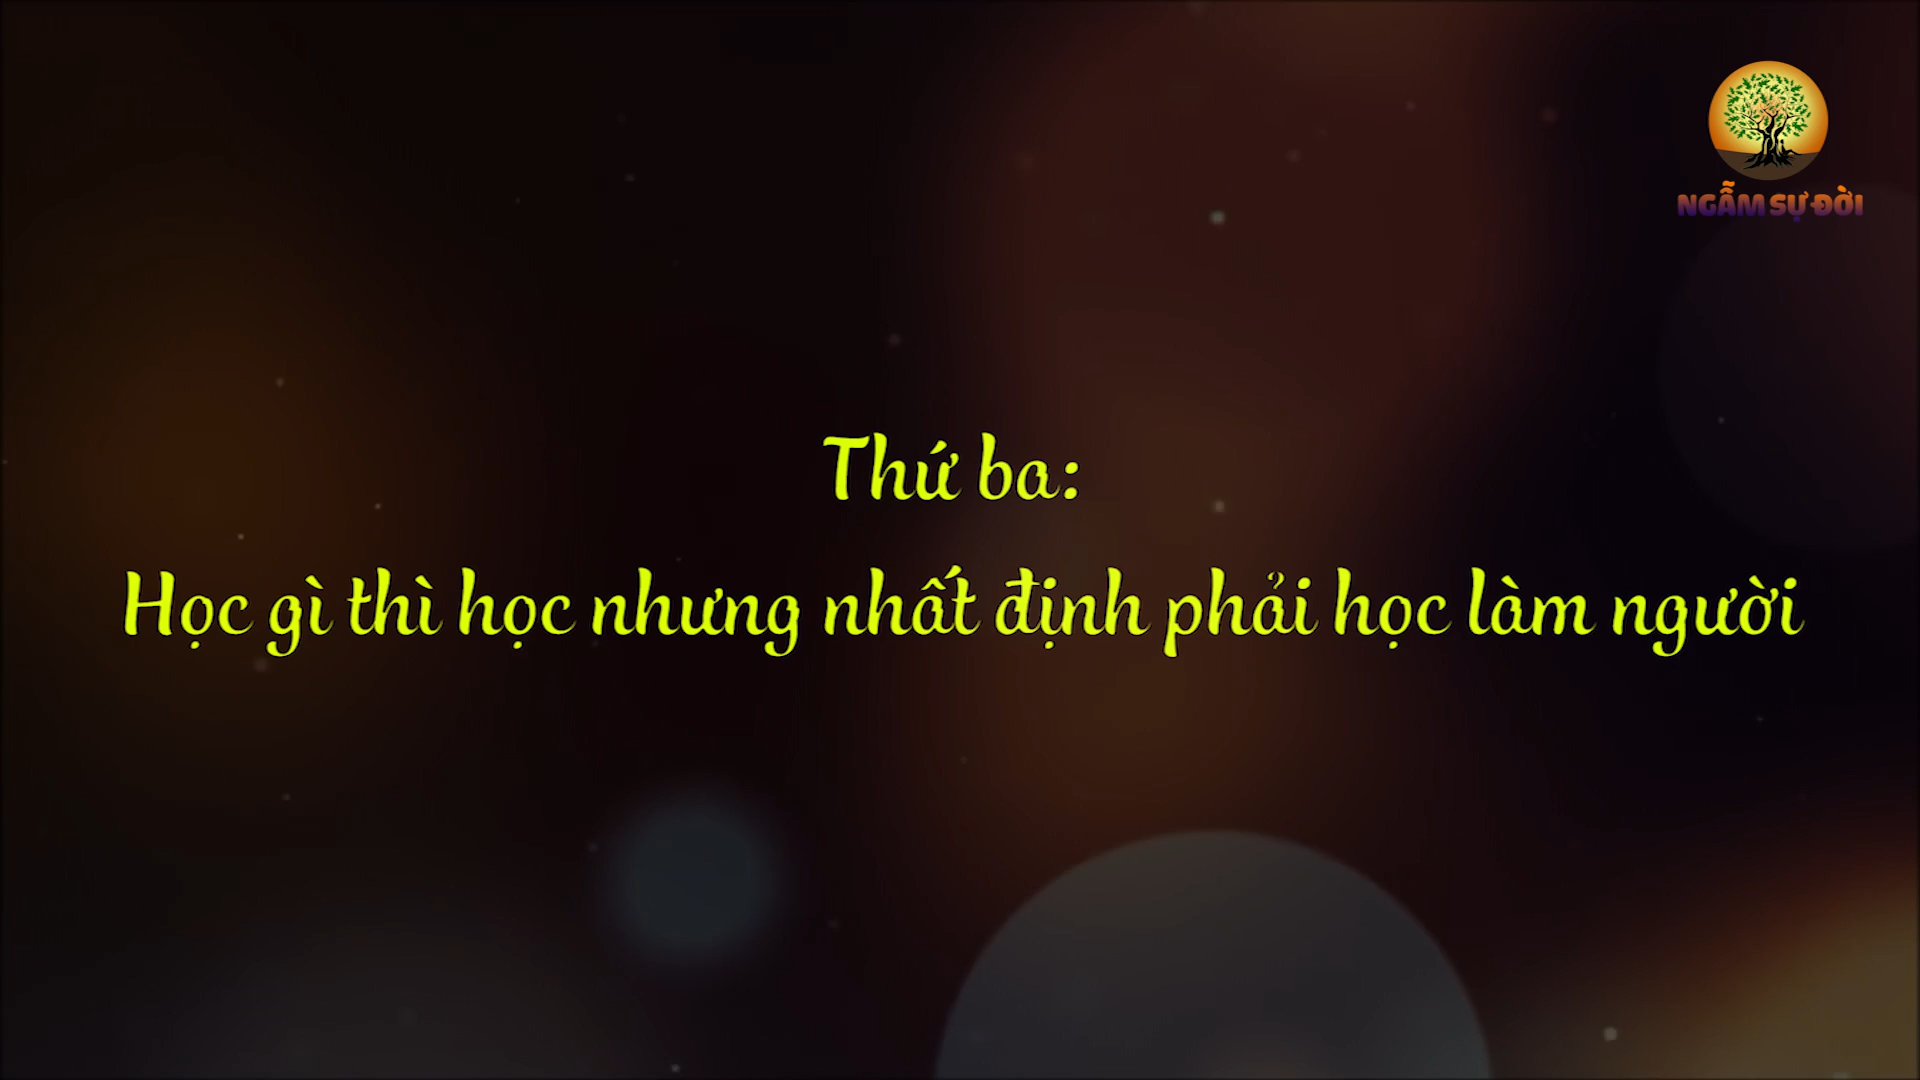 NGẪM SỰ ĐỜI
Thứ ba:
Học gì thì học nhưng nhất định phải học làm người